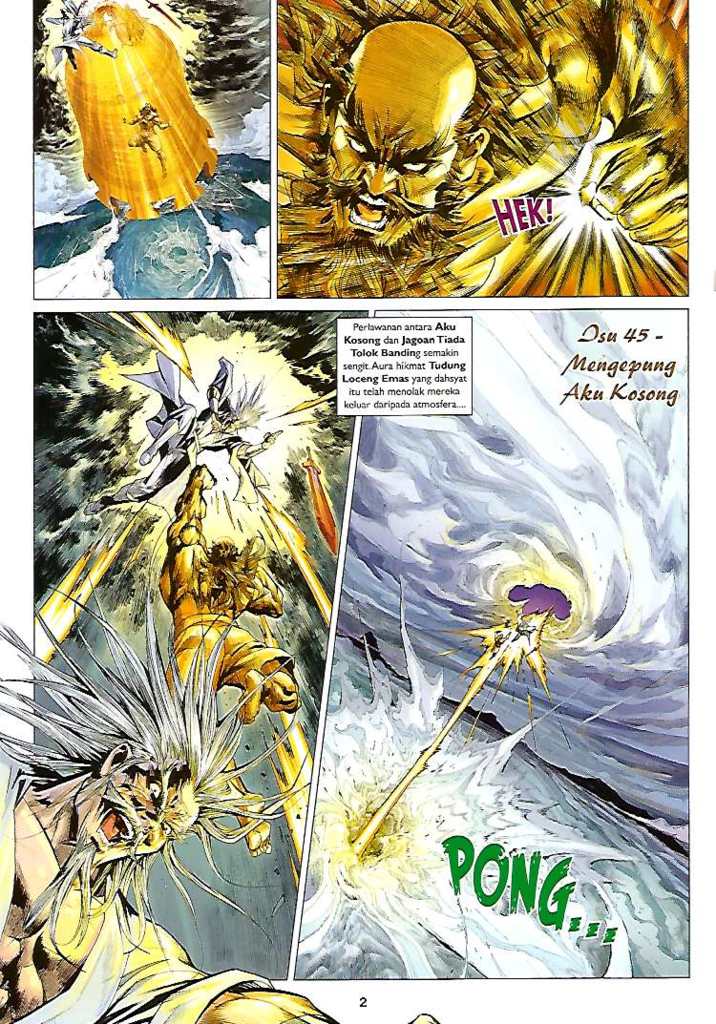 HEK!
Perlawanan antara Aku
Kosong dan Jagoan Tiada
Tolok Banding semakin
sengit. Aura hikmat Tudung
Loceng Emas yang dahsyat
itu telah menolak mereka
keluar daripada atmosfera....
Isu 45 -
Mengepung
Aku Kosong
PONG...
2